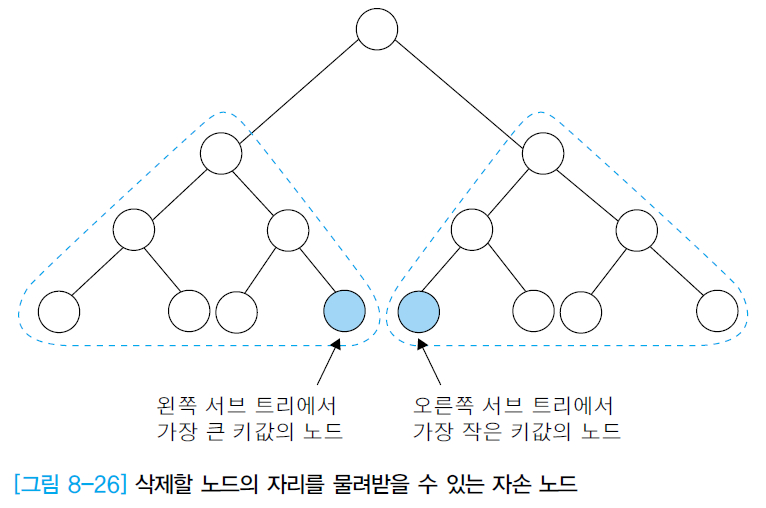 왼쪽 서브 트리에서
가장 큰 키값의 노드
오른쪽 서브 트리에서
가장 작은 키값의 노드
[그림 8-26] 삭제할 노드의 자리를 물려받을 수 있는 자손 노드